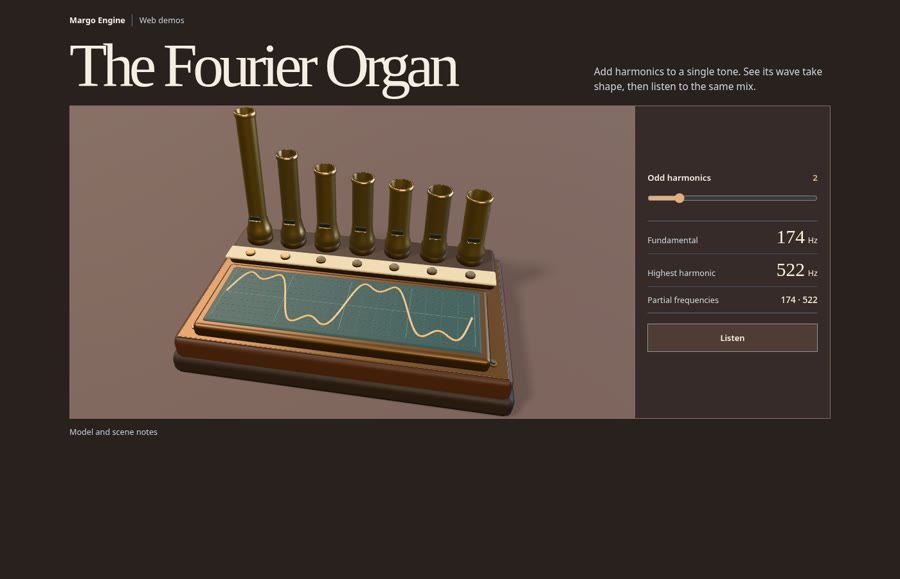 Margo Engine
Web demos
The Fourier Organ
Add harmonics to a single tone. See its wave take
shape, then listen to the same mix.
Odd harmonics 2
Fundamental 174 Hz
Highest harmonic 522 Hz
Partial frequencies 174 · 522
Listen
Model and scene notes